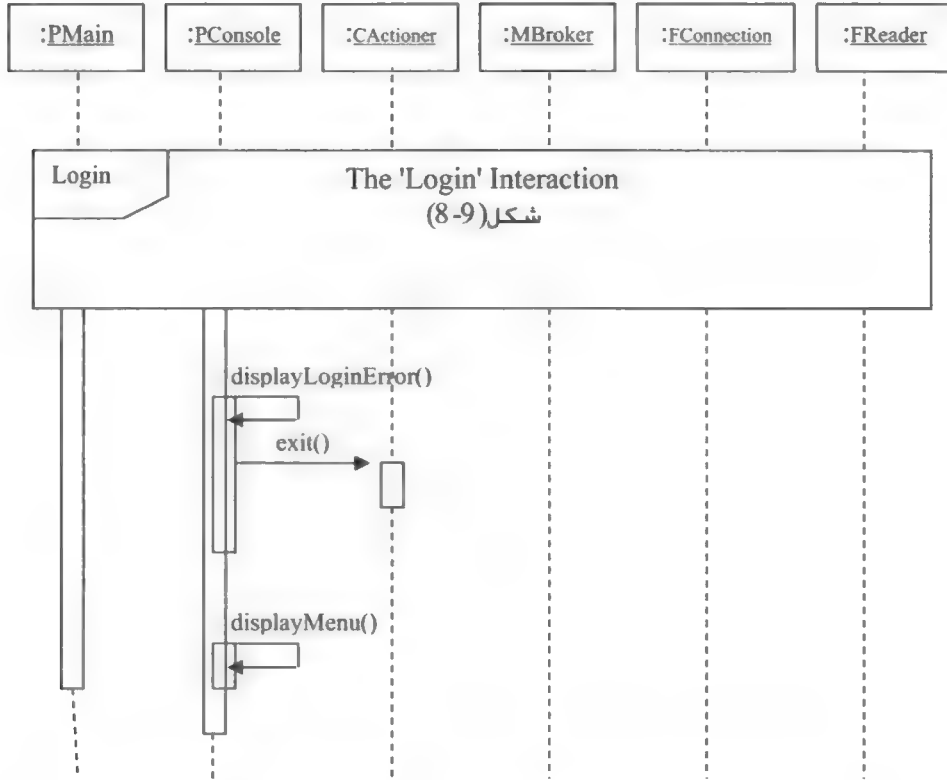 :PMain
:PConsole
:CActioner
:MBroker
:FConnection
:FReader
Login
The 'Login' Interaction
شكل(9-8)
displayLoginError()
exit()
displayMenu()